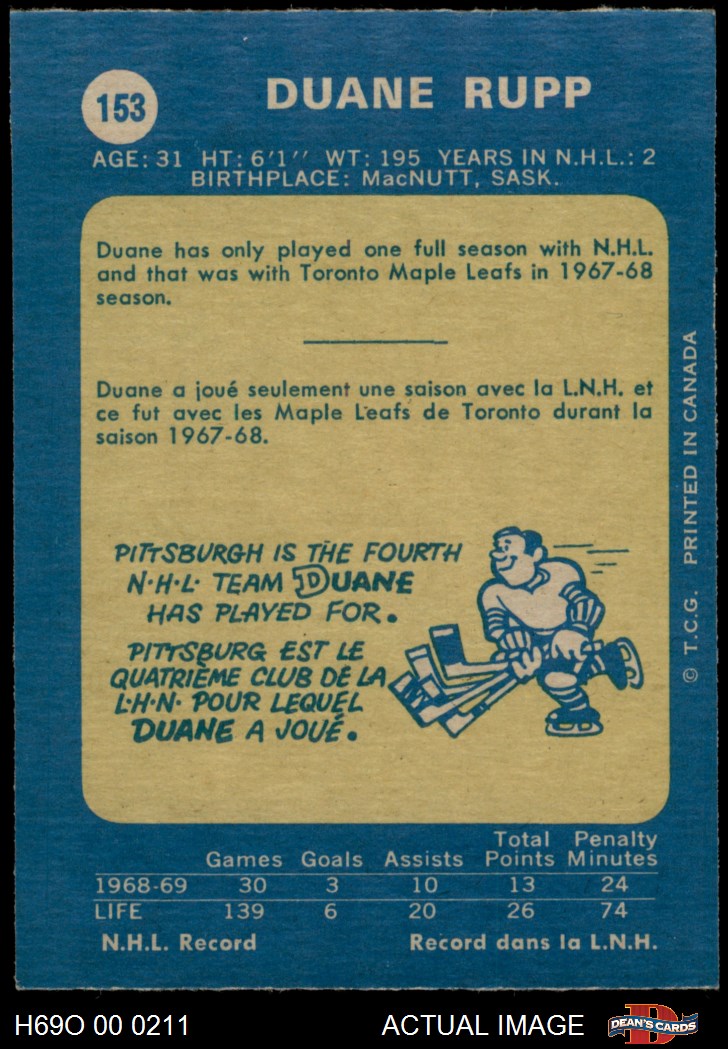 153
DUANE RUPP
AGE: 31 HT: 6'1'' WT: 195 YEARS IN N.H.L.: 2
BIRTHPLACE: MacNUTT, SASK.
Duane has only played one full season with N.H.L.
and that was with Toronto Maple Leafs in 1967-68
season.
Duane a joué seulement une saison avec la L.N.H. et
ce fut avec les Maple Leafs de Toronto durant la
saison 1967-68.
PITTSBURGH IS THE FOURTH
N·H·L· TEAM DUANE
HAS PLAYED FOR.
PITTSBURG EST LE
QUATRIÈME CLUB DE LA
L·H·N· POUR LEQUEL
DUANE A JOUÉ.
© T.C.G. PRINTED IN CANADA
Total Penalty
Games Goals Assists Points Minutes
1968-69 30 3 10 13 24
LIFE 139 6 20 26 74
N.H.L. Record Record dans la L.N.H.
H69O 00 0211 ACTUAL IMAGE D DEAN'S CARDS